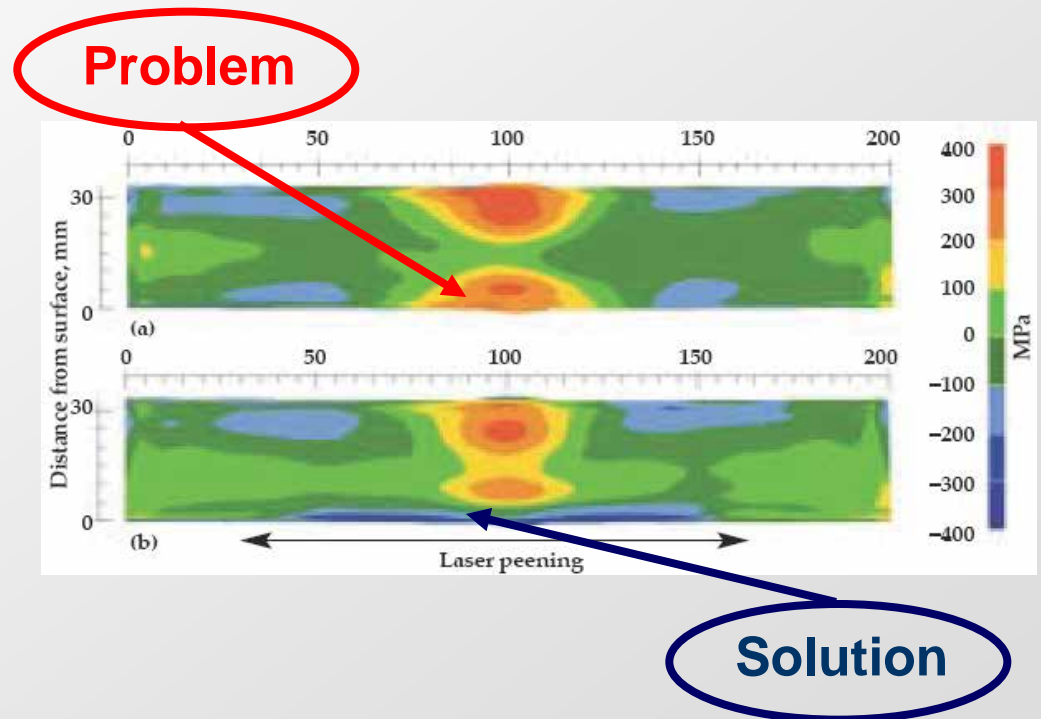 Problem
0 50 100 150 200
30
0
(a)
0 50 100 150 200
30
0
(b)
Distance from surface, mm
Laser peening
400
300
200
100
0
−100
−200
−300
−400
MPa
Solution